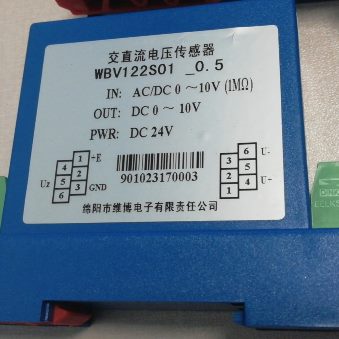 交直流电压传感器
WBV122S01 _0.5
IN: AC/DC 0～10V (1MΩ)
OUT: DC 0～10V
PWR: DC 24V
1 +E
4 2
Uz 5 3 GND
6
901023170003
6 U-
3 5
2 4 U+
1
绵阳市维博电子有限责任公司